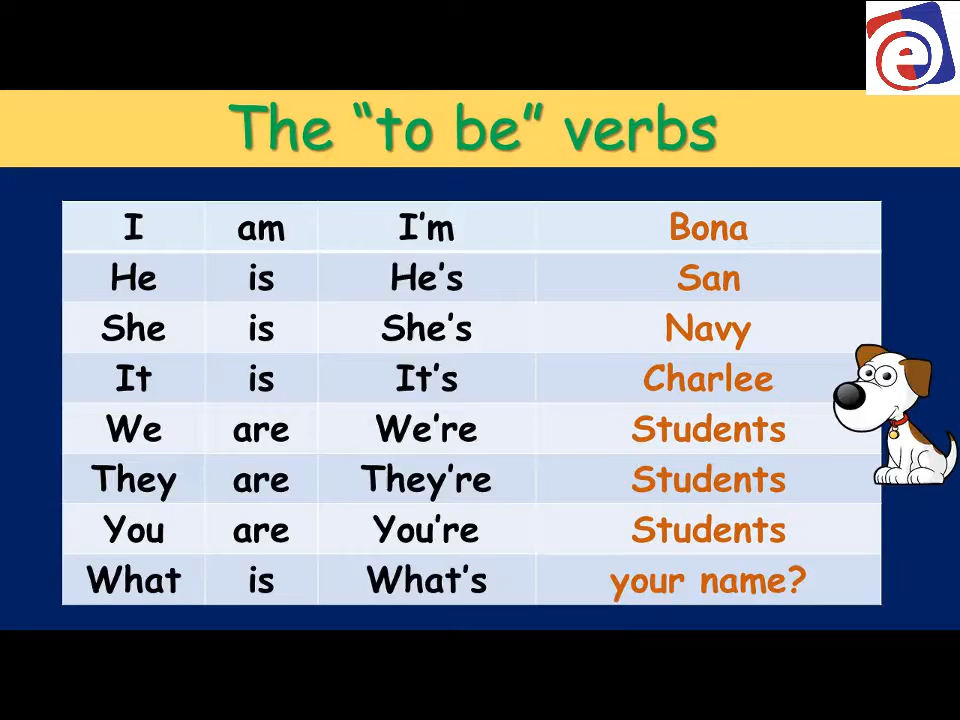 The “to be” verbs
I am I’m Bona
He is He’s San
She is She’s Navy
It is It’s Charlee
We are We’re Students
They are They’re Students
You are You’re Students
What is What’s your name?